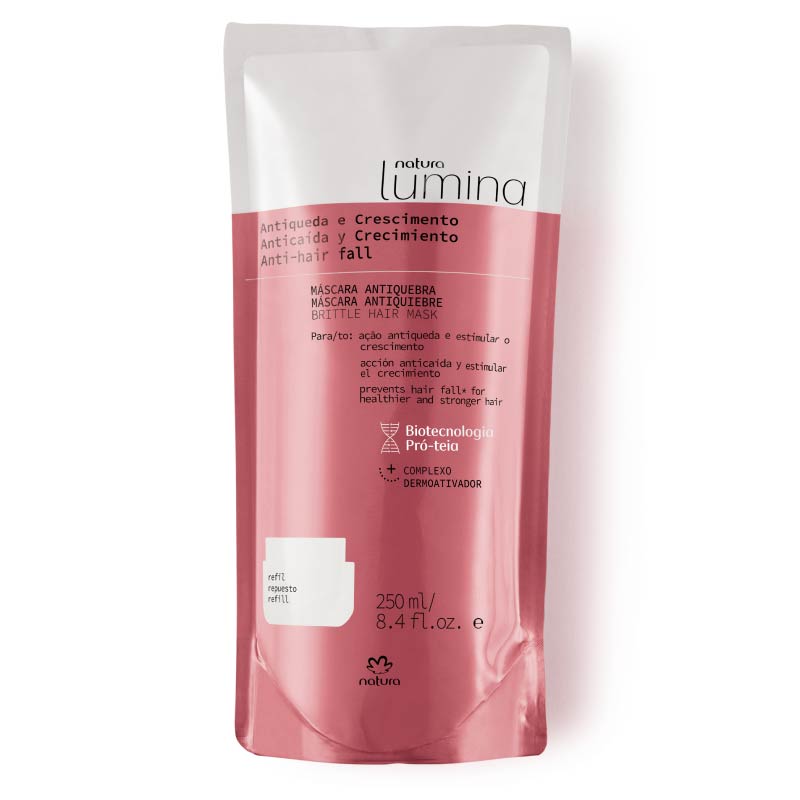 natura
lumina
Antiqueda e Crescimento
Anticaída y Crecimiento
Anti-hair fall
MÁSCARA ANTIQUEBRA
MÁSCARA ANTIQUIEBRE
BRITTLE HAIR MASK
Para/to: ação antiqueda e estimular o
crescimento
acción anticaída y estimular
el crecimiento
prevents hair fall* for
healthier and stronger hair
Biotecnologia
Pró-teia
+ COMPLEXO
DERMOATIVADOR
refil
repuesto
refill
250 ml/
8.4 fl.oz. e
natura